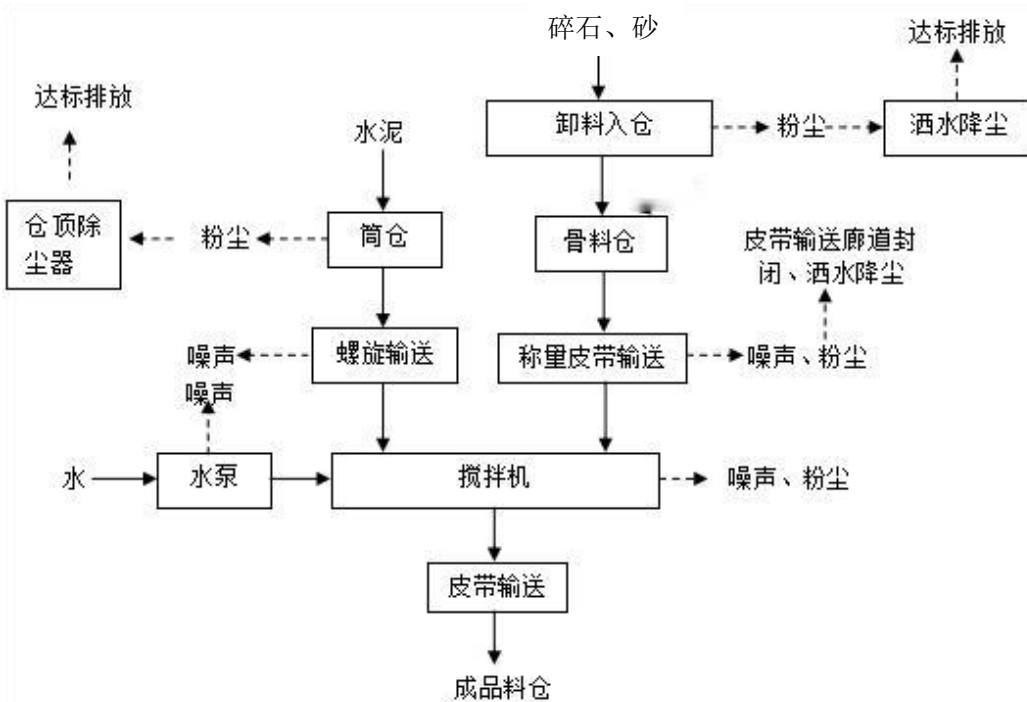 碎石、砂
达标排放
达标排放
水泥
卸料入仓
粉尘
洒水降尘
仓顶除
尘器
粉尘
筒仓
骨料仓
皮带输送廊道封
闭、洒水降尘
噪声
螺旋输送
称量皮带输送
噪声、粉尘
噪声
水
水泵
搅拌机
噪声、粉尘
皮带输送
成品料仓